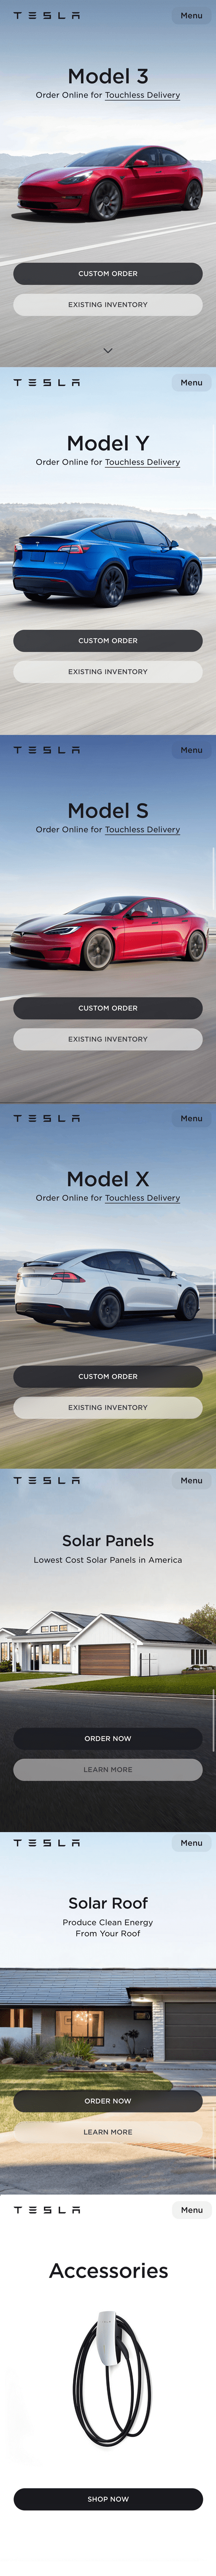 TESLA
Menu
Model 3
Order Online for Touchless Delivery
CUSTOM ORDER
EXISTING INVENTORY
TESLA
Menu
Model Y
Order Online for Touchless Delivery
CUSTOM ORDER
EXISTING INVENTORY
TESLA
Menu
Model S
Order Online for Touchless Delivery
CUSTOM ORDER
EXISTING INVENTORY
TESLA
Menu
Model X
Order Online for Touchless Delivery
CUSTOM ORDER
EXISTING INVENTORY
TESLA
Menu
Solar Panels
Lowest Cost Solar Panels in America
ORDER NOW
LEARN MORE
TESLA
Menu
Solar Roof
Produce Clean Energy
From Your Roof
ORDER NOW
LEARN MORE
TESLA
Menu
Accessories
SHOP NOW